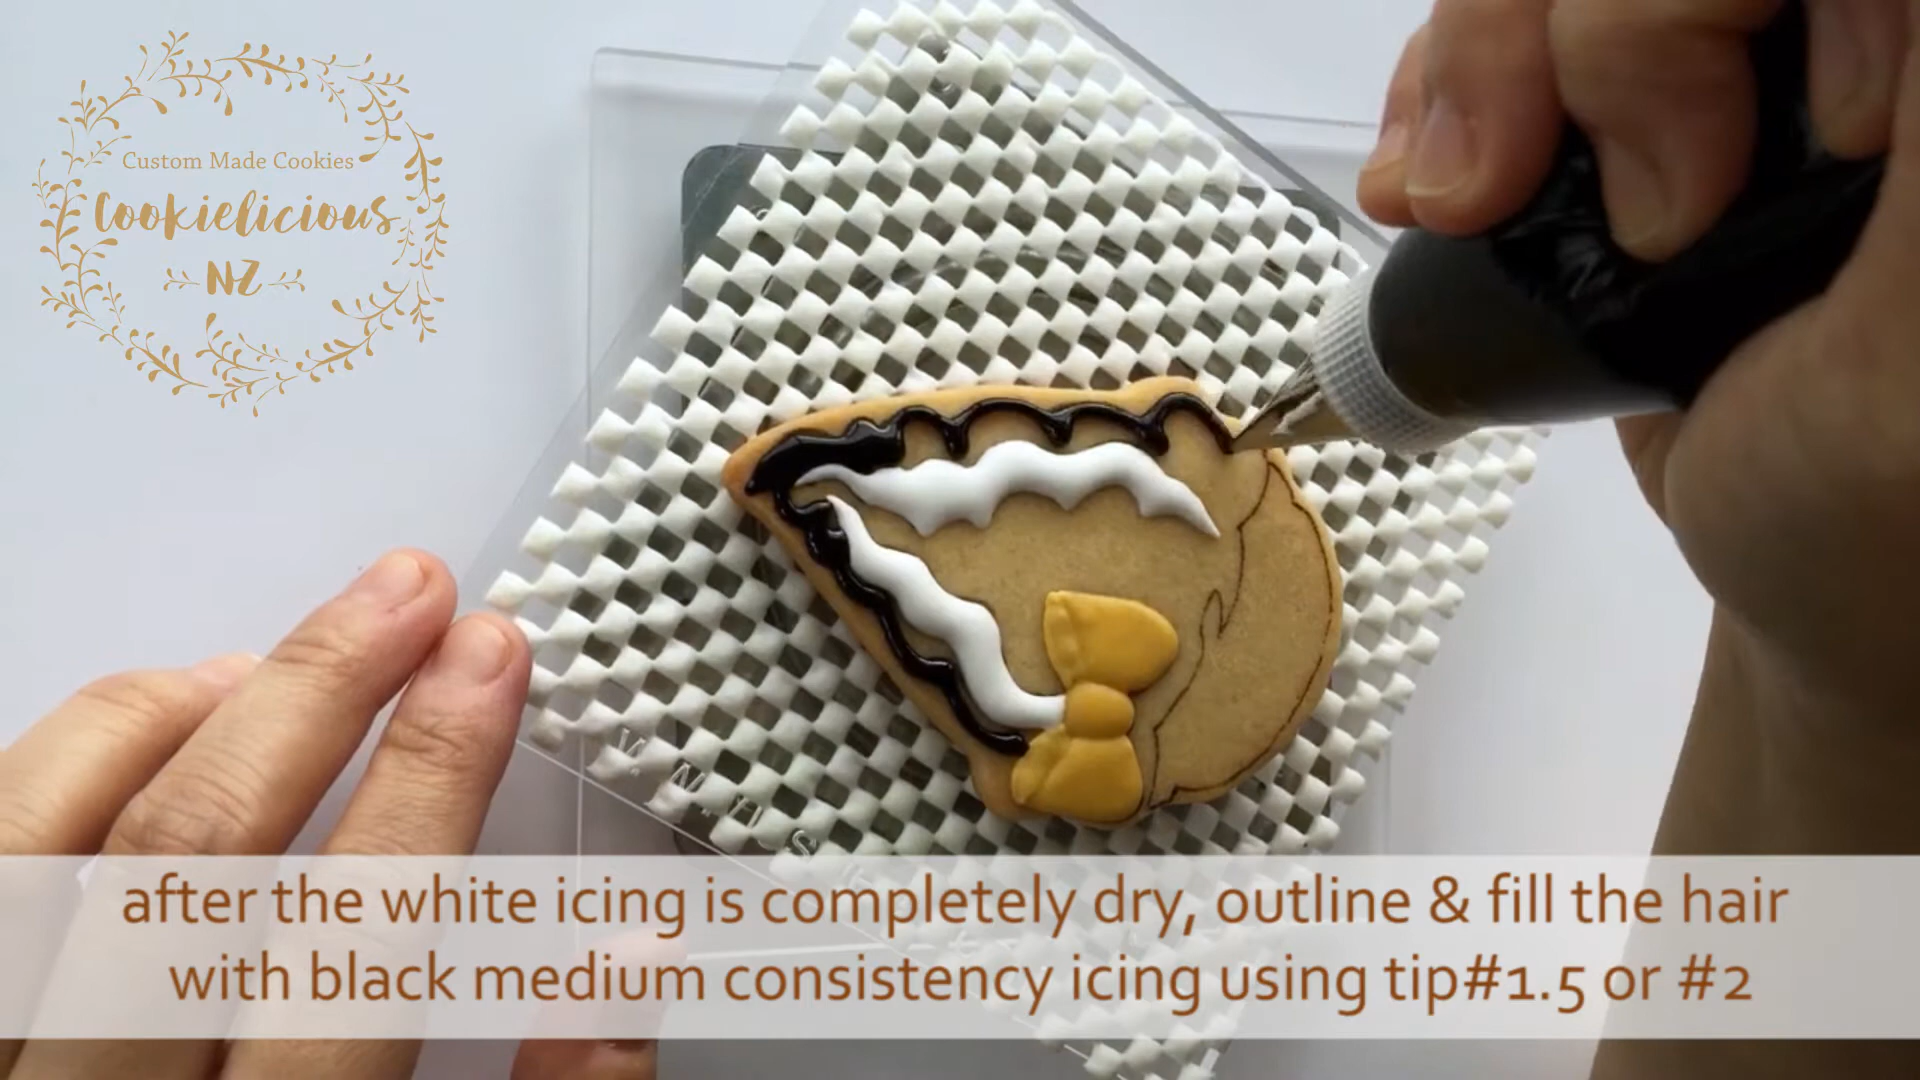 Custom Made Cookies
Cookielicious
NZ
after the white icing is completely dry, outline & fill the hair
with black medium consistency icing using tip#1.5 or #2